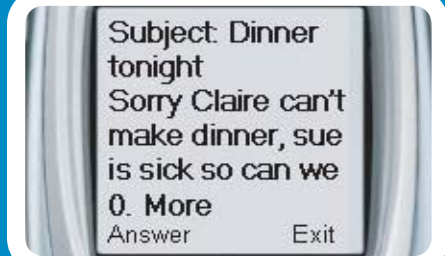 Subject: Dinner
tonight
Sorry Claire can't
make dinner, sue
is sick so can we
0. More
Answer Exit